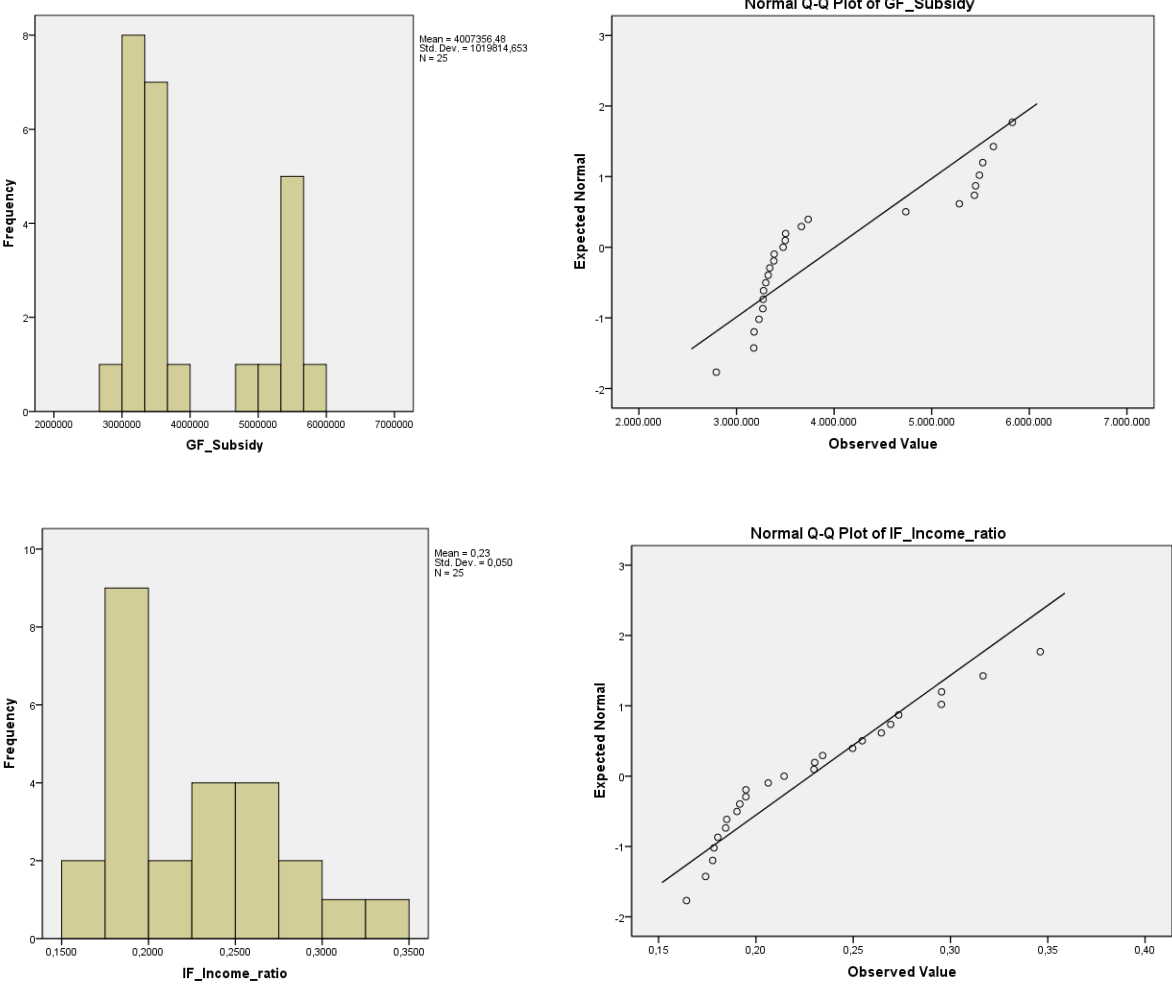 Mean = 4007356,48
Std. Dev. = 1019814,653
N = 25
8
6
4
2
0
Frequency
2000000 3000000 4000000 5000000 6000000 7000000
GF_Subsidy
Normal Q-Q Plot of GF_Subsidy
3
2
1
0
-1
-2
Expected Normal
2.000.000 3.000.000 4.000.000 5.000.000 6.000.000 7.000.000
Observed Value
Mean = 0,23
Std. Dev. = 0,050
N = 25
10
8
6
4
2
0
Frequency
0,1500 0,2000 0,2500 0,3000 0,3500
IF_Income_ratio
Normal Q-Q Plot of IF_Income_ratio
3
2
1
0
-1
-2
Expected Normal
0,15 0,20 0,25 0,30 0,35 0,40
Observed Value